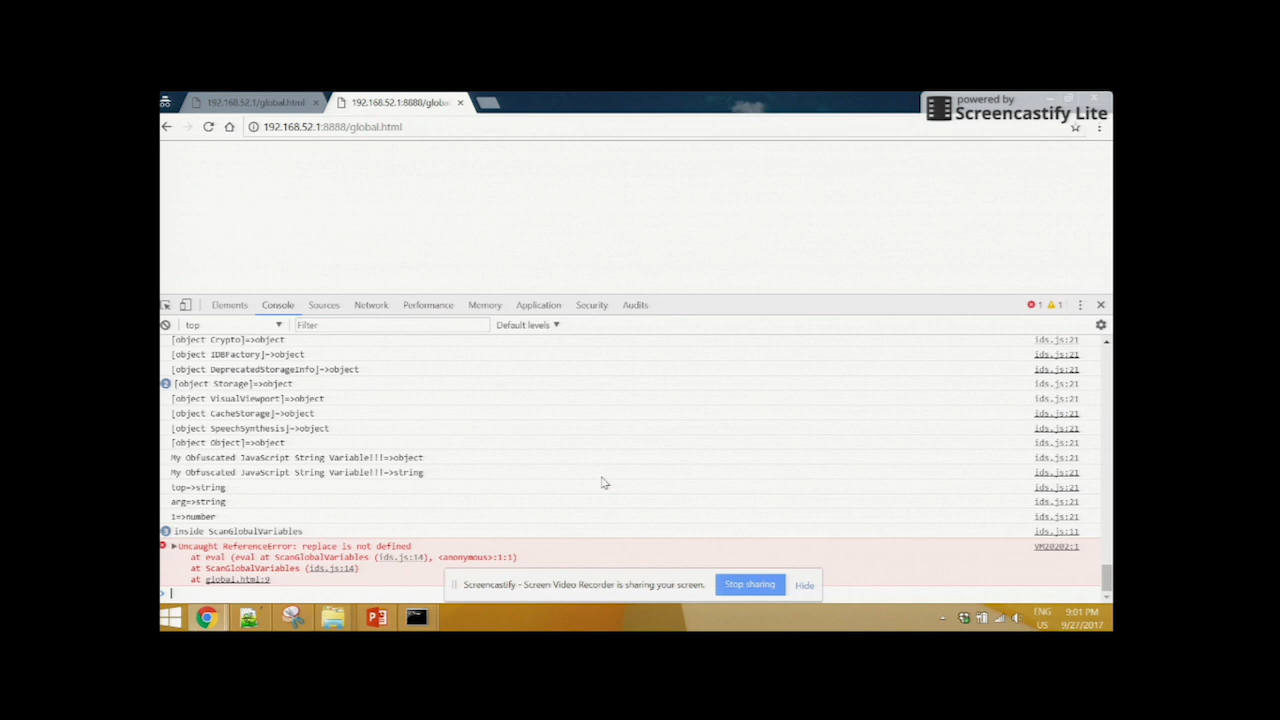 192.168.52.1/global.html
192.168.52.1:8888/globa
powered by
Screencastify Lite
192.168.52.1:8888/global.html
Elements Console Sources Network Performance Memory Application Security Audits 1 1
top Filter Default levels
[object Crypto]=>object ids.js:21
[object IDBFactory]=>object ids.js:21
[object DeprecatedStorageInfo]=>object ids.js:21
2 [object Storage]=>object ids.js:21
[object VisualViewport]=>object ids.js:21
[object CacheStorage]=>object ids.js:21
[object SpeechSynthesis]=>object ids.js:21
[object Object]=>object ids.js:21
My Obfuscated JavaScript String Variable!!!=>object ids.js:21
My Obfuscated JavaScript String Variable!!!=>string ids.js:21
top=>string ids.js:21
arg=>string ids.js:21
1=>number ids.js:21
3 inside ScanGlobalVariables ids.js:11
Uncaught ReferenceError: replace is not defined VM20202:1
at eval (eval at ScanGlobalVariables (ids.js:14), <anonymous>:1:1)
at ScanGlobalVariables (ids.js:14)
at global.html:9
Screencastify - Screen Video Recorder is sharing your screen. Stop sharing Hide
ENG 9:01 PM
US 9/27/2017